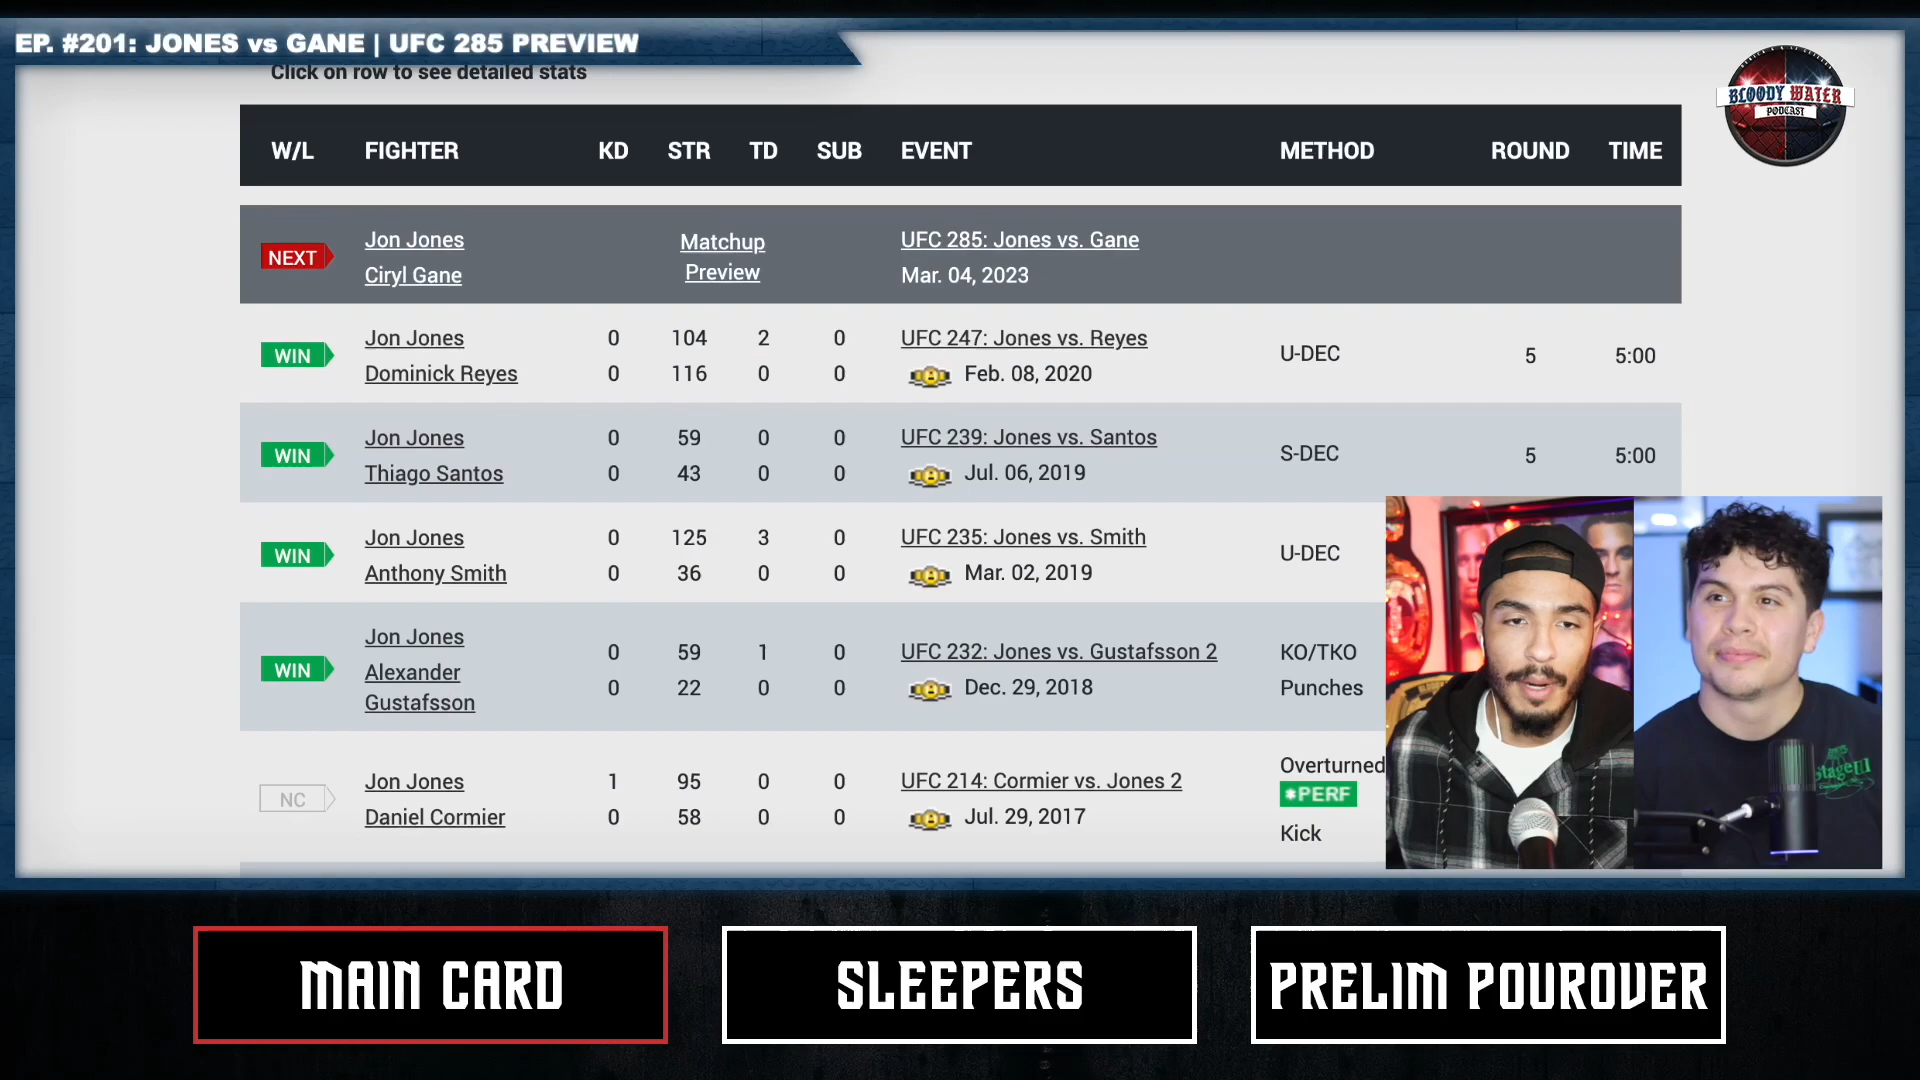 EP. #201: JONES vs GANE | UFC 285 PREVIEW
Click on row to see detailed stats
BLOODY WATER
PODCAST
W/L FIGHTER KD STR TD SUB EVENT METHOD ROUND TIME
NEXT Jon Jones Matchup UFC 285: Jones vs. Gane
Ciryl Gane Preview Mar. 04, 2023
WIN Jon Jones 0 104 2 0 UFC 247: Jones vs. Reyes U-DEC 5 5:00
Dominick Reyes 0 116 0 0 Feb. 08, 2020
WIN Jon Jones 0 59 0 0 UFC 239: Jones vs. Santos S-DEC 5 5:00
Thiago Santos 0 43 0 0 Jul. 06, 2019
WIN Jon Jones 0 125 3 0 UFC 235: Jones vs. Smith U-DEC
Anthony Smith 0 36 0 0 Mar. 02, 2019
WIN Jon Jones 0 59 1 0 UFC 232: Jones vs. Gustafsson 2 KO/TKO
Alexander 0 22 0 0 Dec. 29, 2018 Punches
Gustafsson
NC Jon Jones 1 95 0 0 UFC 214: Cormier vs. Jones 2 Overturned
*PERF
Daniel Cormier 0 58 0 0 Jul. 29, 2017 Kick
MAIN CARD
SLEEPERS
PRELIM POUROVER